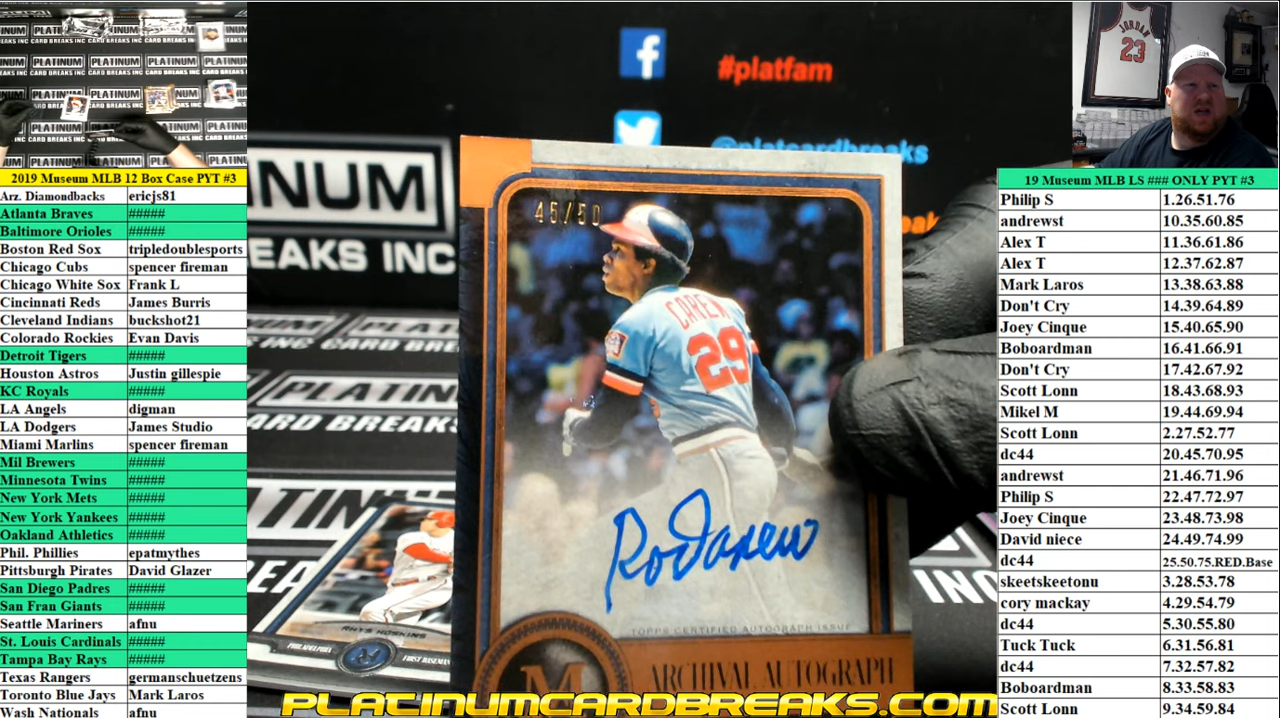 2019 Museum MLB 12 Box Case PYT #3
Arz. Diamondbacks ericjs81
Atlanta Braves #####
Baltimore Orioles #####
Boston Red Sox tripledoublesports
Chicago Cubs spencer fireman
Chicago White Sox Frank L
Cincinnati Reds James Burris
Cleveland Indians buckshot21
Colorado Rockies Evan Davis
Detroit Tigers #####
Houston Astros Justin gillespie
KC Royals #####
LA Angels digman
LA Dodgers James Studio
Miami Marlins spencer fireman
Mil Brewers #####
Minnesota Twins #####
New York Mets #####
New York Yankees #####
Oakland Athletics #####
Phil. Phillies epatmythes
Pittsburgh Pirates David Glazer
San Diego Padres #####
San Fran Giants #####
Seattle Mariners afnu
St. Louis Cardinals #####
Tampa Bay Rays #####
Texas Rangers germanschuetzens
Toronto Blue Jays Mark Laros
Wash Nationals afnu
#platfam
@platcardbreaks
INUM
EAKS INC
45/50
CAREW
29
Rod Carew
TOPPS CERTIFIED AUTOGRAPH ISSUE
M ARCHIVAL AUTOGRAPH
RHYS HOSKINS
PHILADELPHIA
FIRST BASEMAN
PLATINUMCARDBREAKS.COM
JORDAN
23
19 Museum MLB LS ### ONLY PYT #3
Philip S 1.26.51.76
andrewst 10.35.60.85
Alex T 11.36.61.86
Alex T 12.37.62.87
Mark Laros 13.38.63.88
Don't Cry 14.39.64.89
Joey Cinque 15.40.65.90
Boboardman 16.41.66.91
Don't Cry 17.42.67.92
Scott Lonn 18.43.68.93
Mikel M 19.44.69.94
Scott Lonn 2.27.52.77
dc44 20.45.70.95
andrewst 21.46.71.96
Philip S 22.47.72.97
Joey Cinque 23.48.73.98
David niece 24.49.74.99
dc44 25.50.75.RED.Base
skeetskeetonu 3.28.53.78
cory mackay 4.29.54.79
dc44 5.30.55.80
Tuck Tuck 6.31.56.81
dc44 7.32.57.82
Boboardman 8.33.58.83
Scott Lonn 9.34.59.84